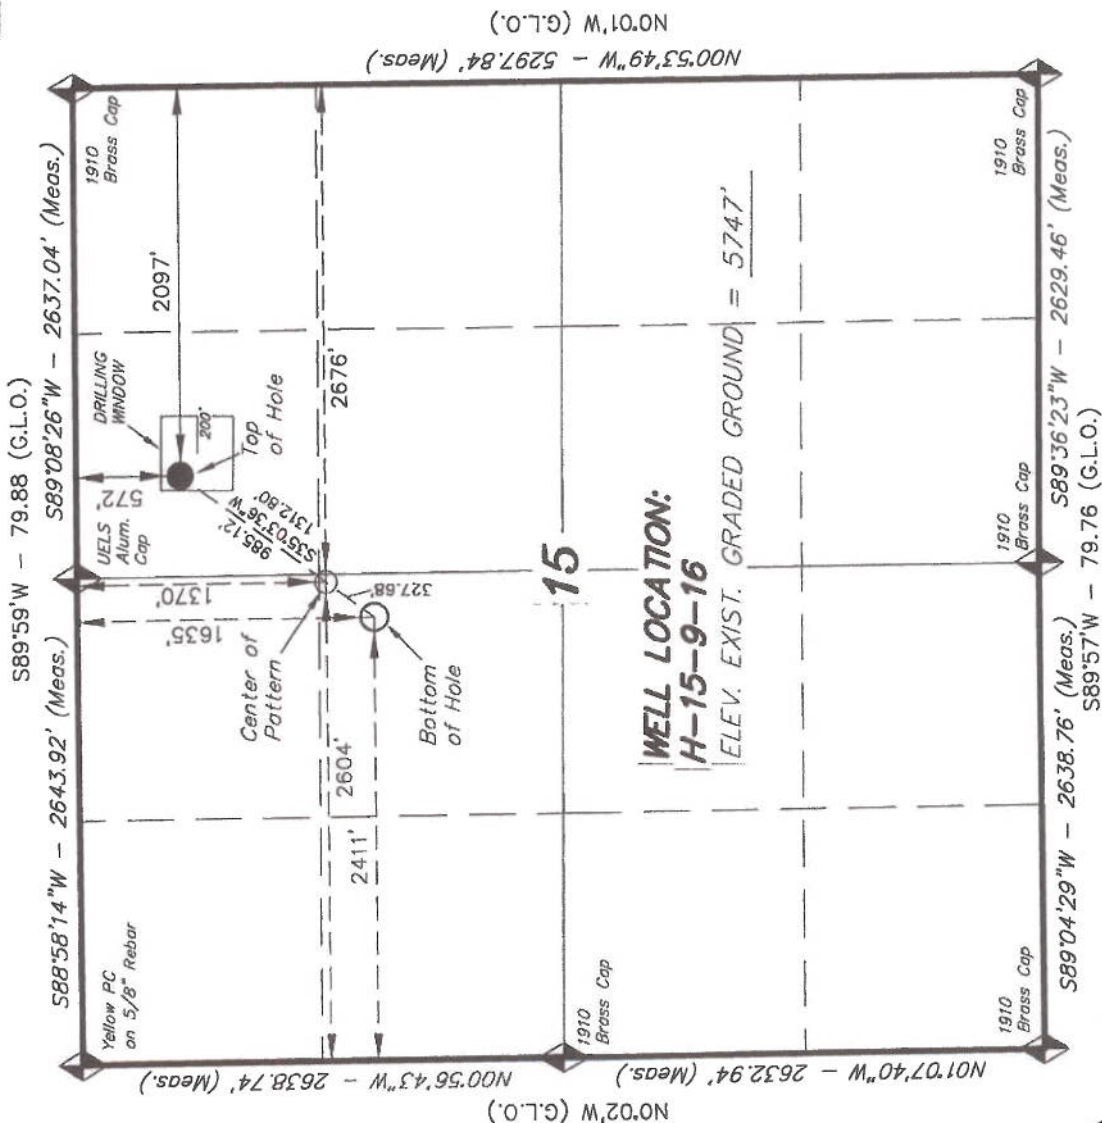 S89°59'W - 79.88 (G.L.O.)
S88°58'14"W - 2643.92' (Meas.)
S89°08'26"W - 2637.04' (Meas.)
Yellow PC
on 5/8" Rebar
UELS
Alum.
Cap
1910
Brass Cap
572'
DRILLING
WINDOW
200'
Top
of Hole
2097'
1635'
1370'
985.12'
S35°03'36"W
1312.80'
327.68'
Center of
Pattern
2676'
2604'
Bottom
of Hole
2411'
N00°56'43"W - 2638.74' (Meas.)
N0°02'W (G.L.O.)
N01°07'40"W - 2632.94' (Meas.)
N00°53'49"W - 5297.84' (Meas.)
N0°01'W (G.L.O.)
15
1910
Brass Cap
WELL LOCATION:
H-15-9-16
ELEV. EXIST. GRADED GROUND = 5747'
1910
Brass Cap
1910
Brass Cap
1910
Brass Cap
S89°04'29"W - 2638.76' (Meas.)
S89°36'23"W - 2629.46' (Meas.)
S89°57'W - 79.76 (G.L.O.)